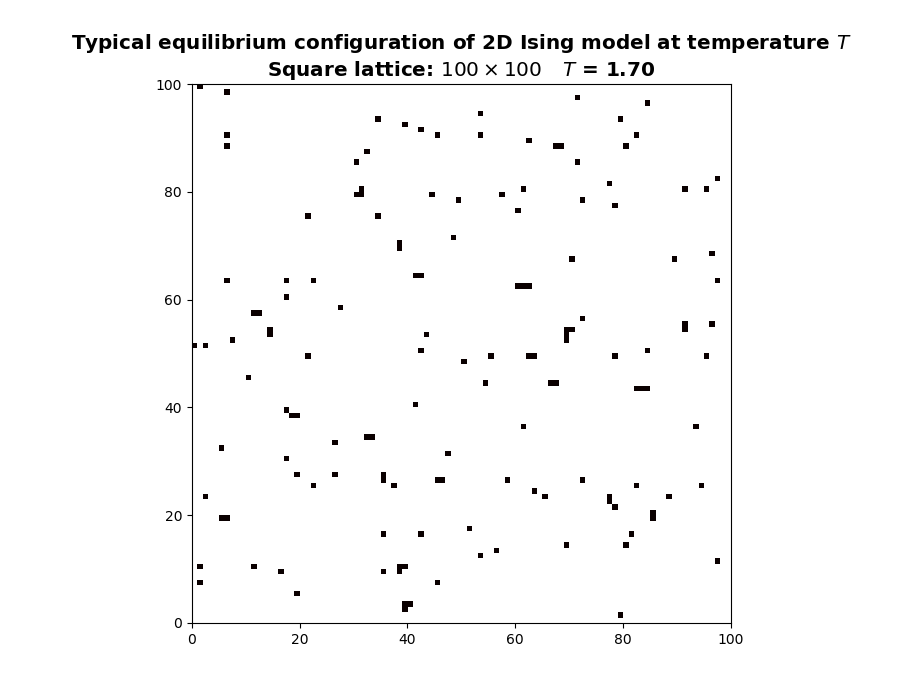 Typical equilibrium configuration of 2D Ising model at temperature T
Square lattice: 100 × 100 T = 1.70
100
80
60
40
20
0
0 20 40 60 80 100